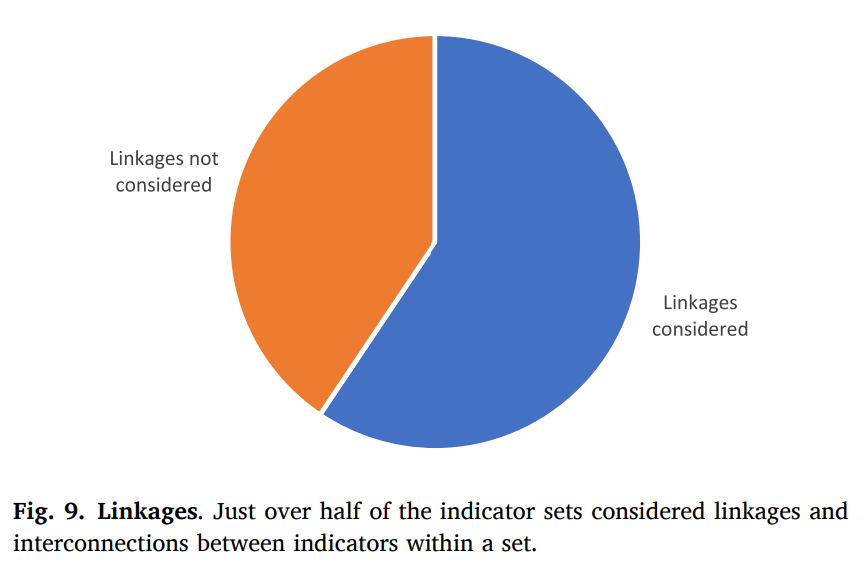 Linkages not
considered
Linkages
considered
Fig. 9. Linkages. Just over half of the indicator sets considered linkages and
interconnections between indicators within a set.